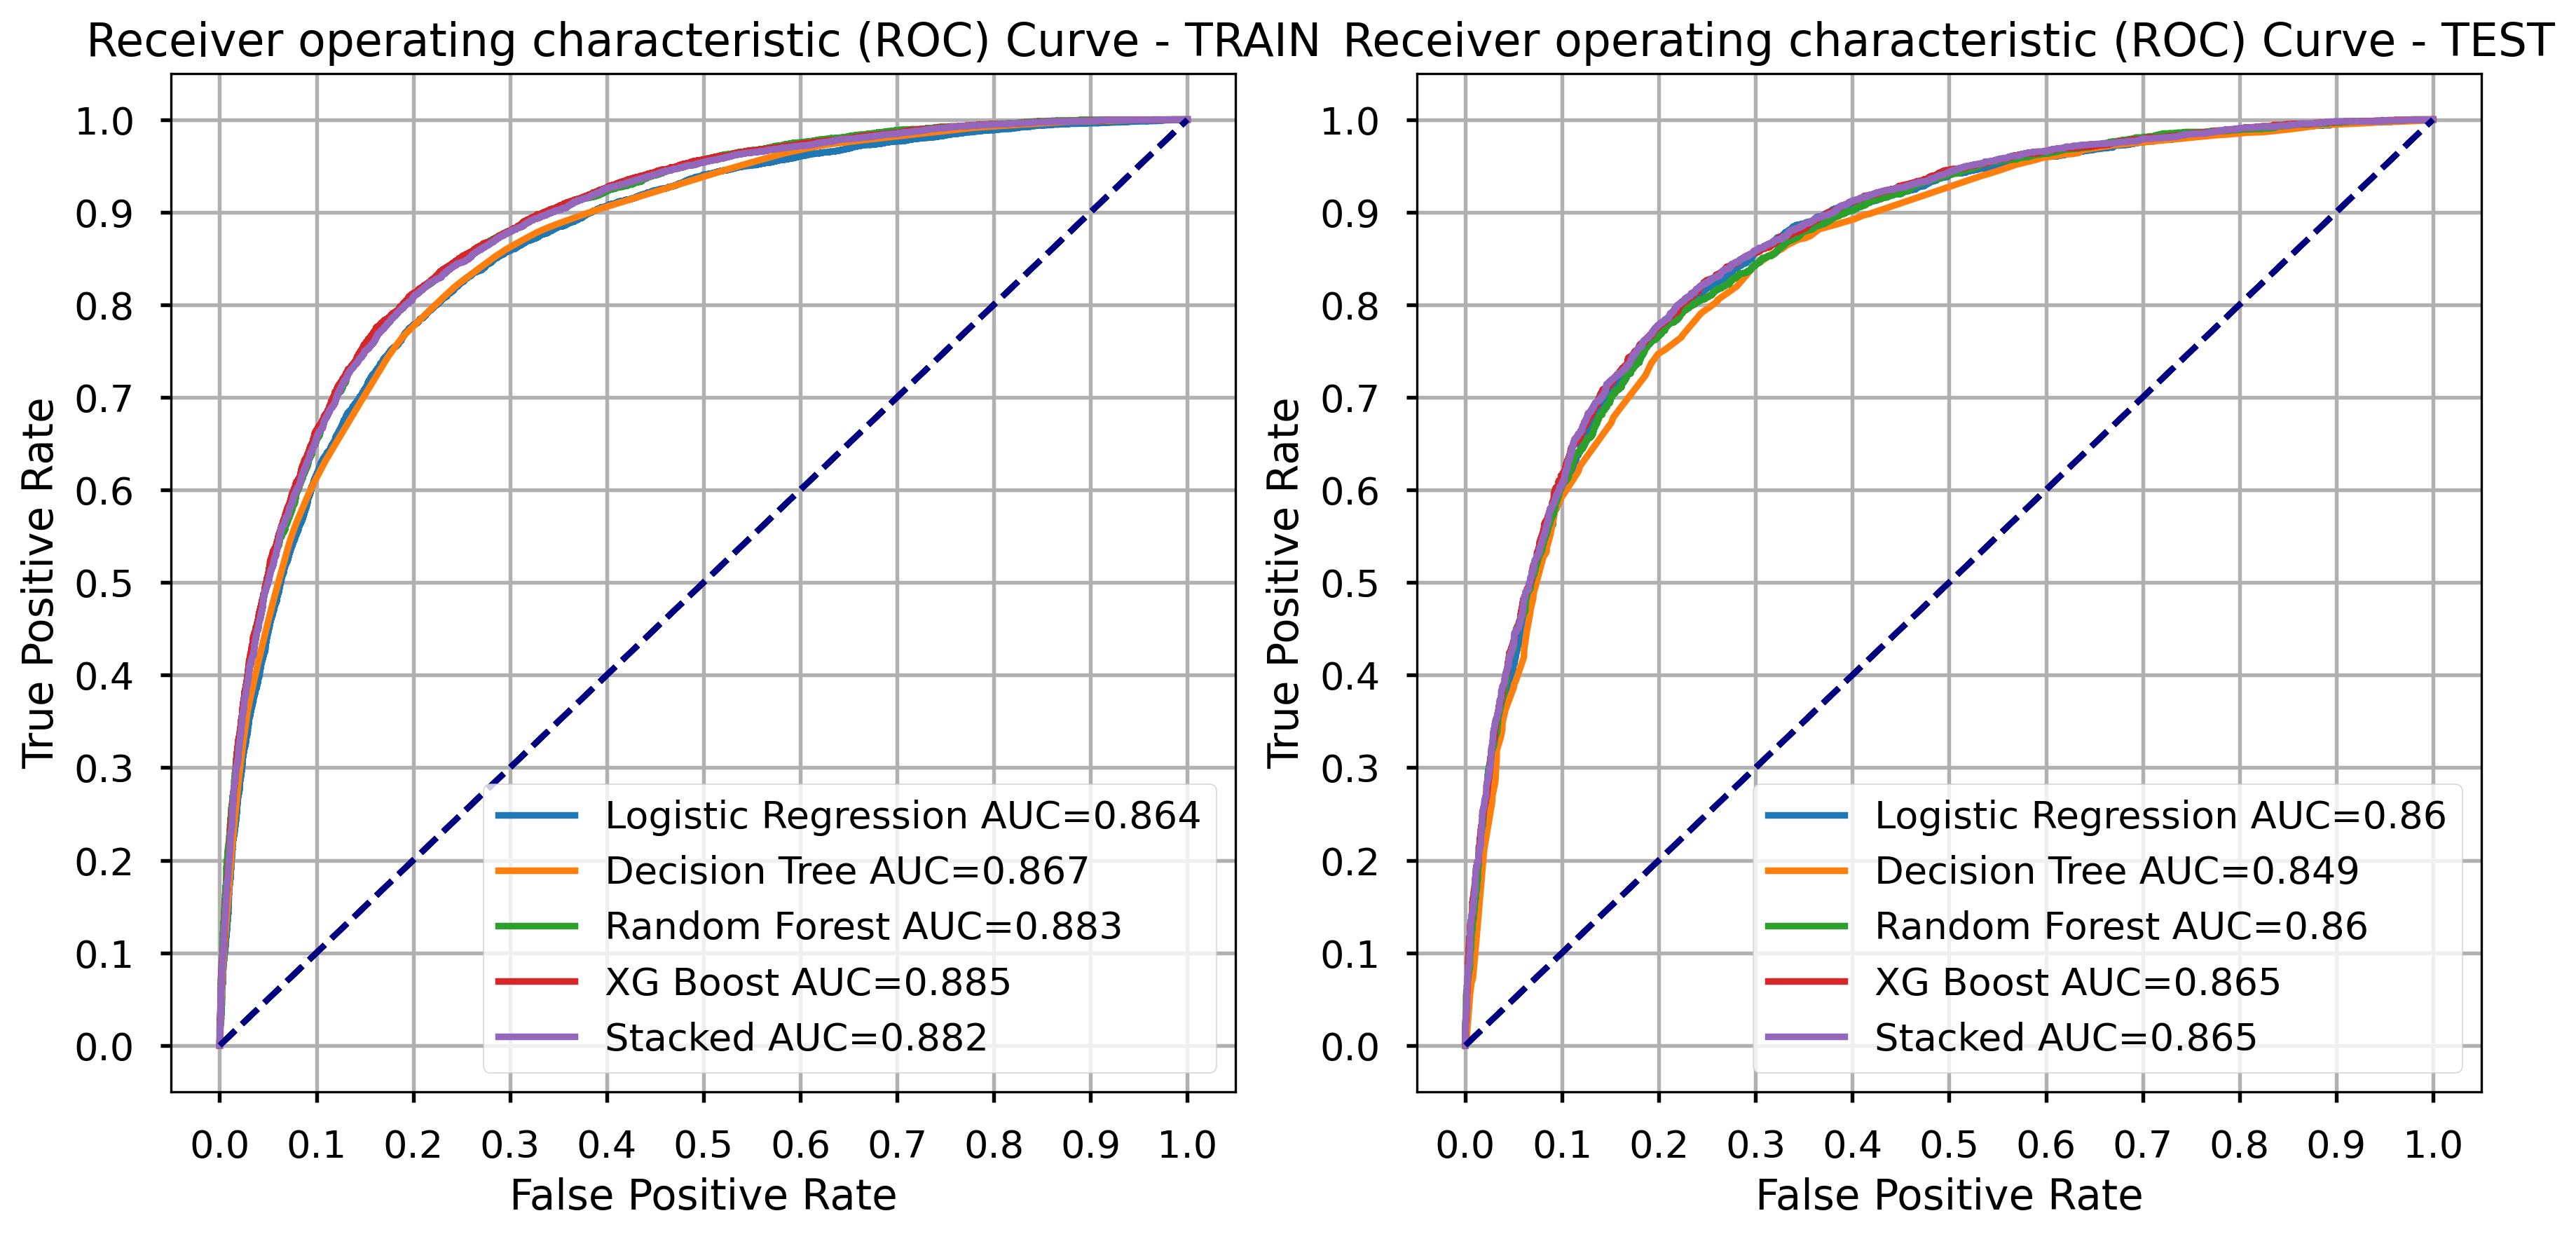 Receiver operating characteristic (ROC) Curve - TRAIN
True Positive Rate
1.0
0.9
0.8
0.7
0.6
0.5
0.4
0.3
0.2
0.1
0.0
Logistic Regression AUC=0.864
Decision Tree AUC=0.867
Random Forest AUC=0.883
XG Boost AUC=0.885
Stacked AUC=0.882
0.0 0.1 0.2 0.3 0.4 0.5 0.6 0.7 0.8 0.9 1.0
False Positive Rate
Receiver operating characteristic (ROC) Curve - TEST
True Positive Rate
1.0
0.9
0.8
0.7
0.6
0.5
0.4
0.3
0.2
0.1
0.0
Logistic Regression AUC=0.86
Decision Tree AUC=0.849
Random Forest AUC=0.86
XG Boost AUC=0.865
Stacked AUC=0.865
0.0 0.1 0.2 0.3 0.4 0.5 0.6 0.7 0.8 0.9 1.0
False Positive Rate